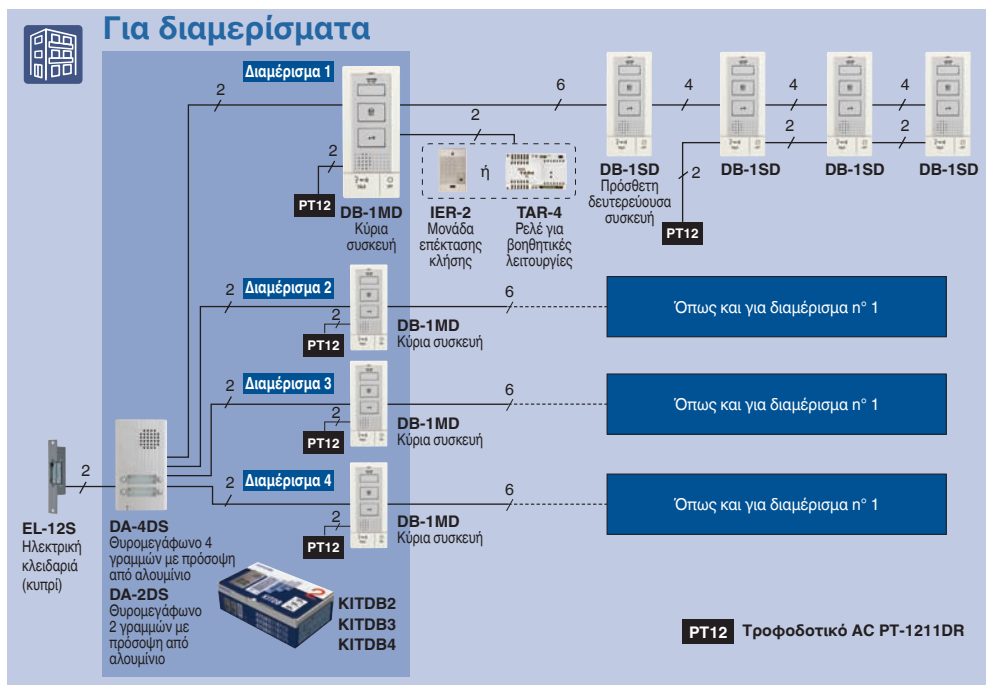 Για διαμερίσματα
Διαμέρισμα 1
2
6
4
4
4
2
2
2
2
2
PT12
DB-1MD
Κύρια
συσκευή
ή
IER-2
Μονάδα
επέκτασης
κλήσης
TAR-4
Ρελέ για
βοηθητικές
λειτουργίες
DB-1SD
Πρόσθετη
δευτερεύουσα
συσκευή
DB-1SD
DB-1SD
DB-1SD
PT12
Διαμέρισμα 2
2
6
2
PT12
DB-1MD
Κύρια συσκευή
Όπως και για διαμέρισμα n° 1
Διαμέρισμα 3
2
6
2
PT12
DB-1MD
Κύρια συσκευή
Όπως και για διαμέρισμα n° 1
Διαμέρισμα 4
2
6
2
PT12
DB-1MD
Κύρια συσκευή
Όπως και για διαμέρισμα n° 1
2
EL-12S
Ηλεκτρική
κλειδαριά
(κυπρί)
DA-4DS
Θυρομεγάφωνο 4
γραμμών με πρόσοψη
από αλουμίνιο
DA-2DS
Θυρομεγάφωνο
2 γραμμών με
πρόσοψη από
αλουμίνιο
KITDB2
KITDB3
KITDB4
PT12 Τροφοδοτικό AC PT-1211DR